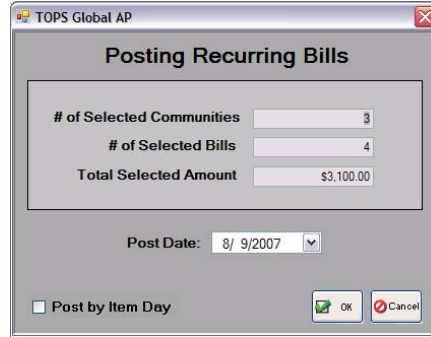 TOPS Global AP
Posting Recurring Bills
# of Selected Communities 3
# of Selected Bills 4
Total Selected Amount $3,100.00
Post Date: 8/ 9/2007
Post by Item Day OK Cancel